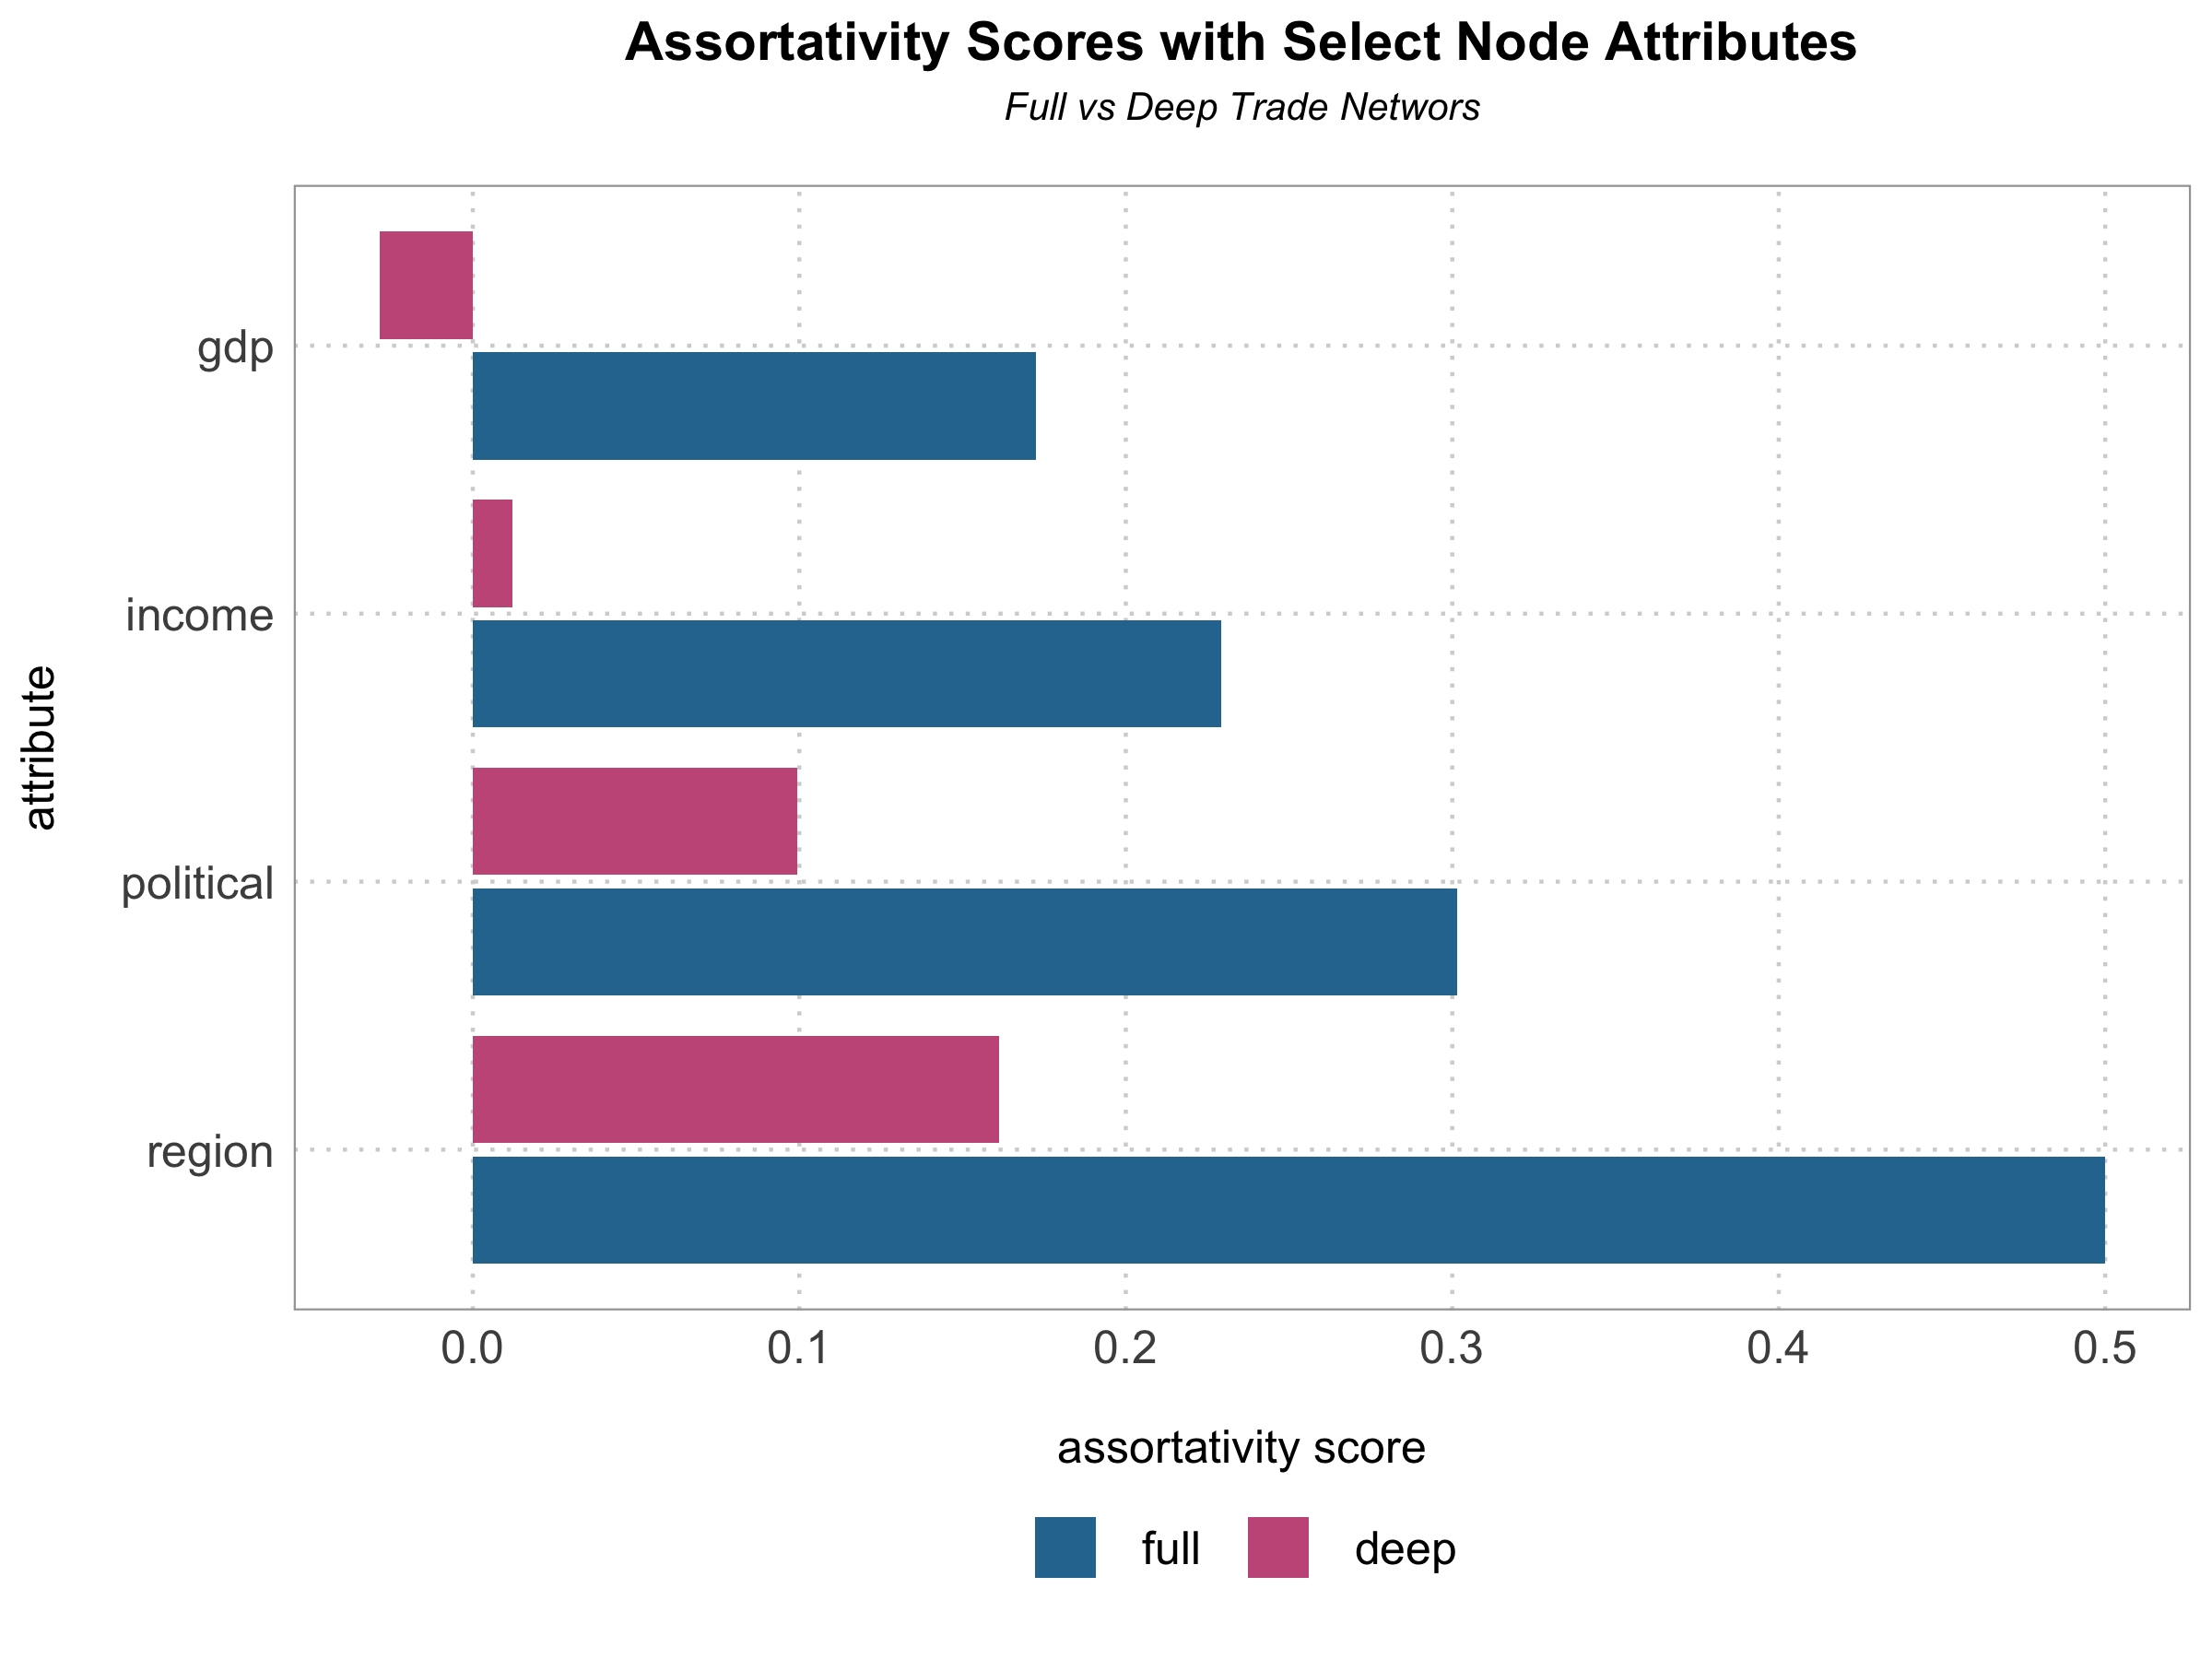 Assortativity Scores with Select Node Attributes
Full vs Deep Trade Networs
attribute
gdp
income
political
region
0.0 0.1 0.2 0.3 0.4 0.5
assortativity score
full deep